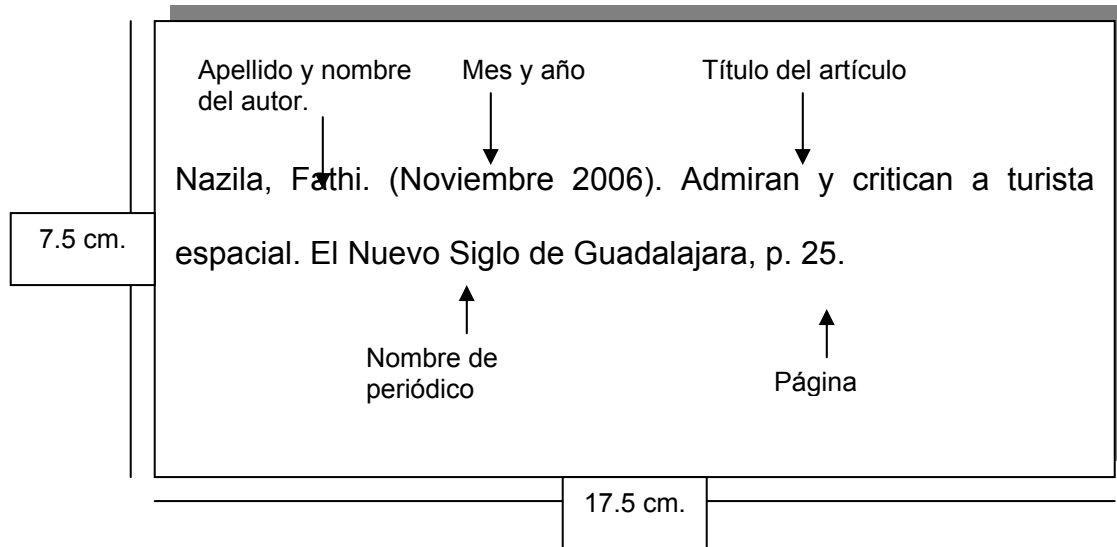 Apellido y nombre
del autor.
Mes y año
Título del artículo
Nazila, Fathi. (Noviembre 2006). Admiran y critican a turista
7.5 cm.
espacial. El Nuevo Siglo de Guadalajara, p. 25.
Nombre de
periódico
Página
17.5 cm.